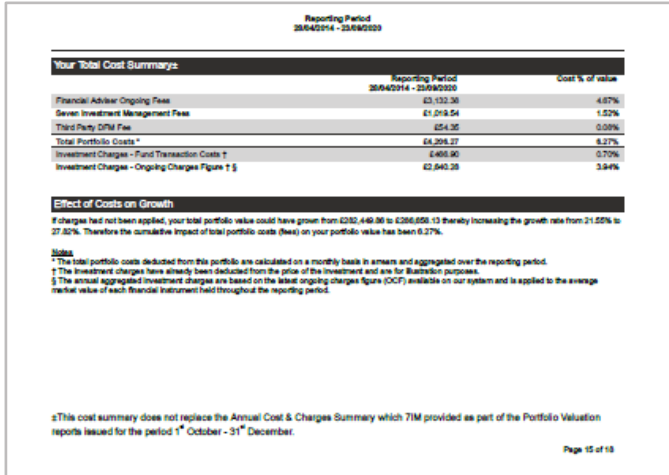 Reporting Period
28/04/2014 - 23/09/2020
Your Total Cost Summary±
Reporting Period Cost % of value
28/04/2014 - 23/09/2020
Financial Adviser Ongoing Fees £3,132.38 4.67%
Seven Investment Management Fees £1,019.54 1.52%
Third Party DFM Fee £54.35 0.08%
Total Portfolio Costs * £4,206.27 6.27%
Investment Charges - Fund Transaction Costs † £466.90 0.70%
Investment Charges - Ongoing Charges Figure † § £2,640.28 3.94%
Effect of Costs on Growth
If charges had not been applied, your total portfolio value could have grown from to thereby increasing the growth rate from 21.55% to
27.82%. Therefore the cumulative impact of total portfolio costs (fees) on your portfolio value has been 6.27%.
Notes
* The total portfolio costs deducted from this portfolio are calculated on a monthly basis in arrears and aggregated over the reporting period.
† The investment charges have already been deducted from the price of the investment and are for illustration purposes.
§ The annual aggregated investment charges are based on the latest ongoing charges figure (OCF) available on our system and is applied to the average
market value of each financial instrument held throughout the reporting period.
±This cost summary does not replace the Annual Cost & Charges Summary which 7IM provided as part of the Portfolio Valuation
reports issued for the period 1st October - 31st December.
Page 15 of 18